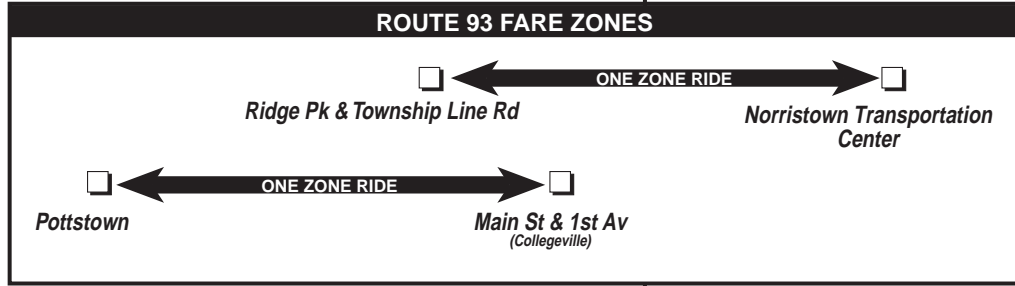 ROUTE 93 FARE ZONES
ONE ZONE RIDE
Ridge Pk & Township Line Rd
Norristown Transportation
Center
ONE ZONE RIDE
Pottstown
Main St & 1st Av
(Collegeville)